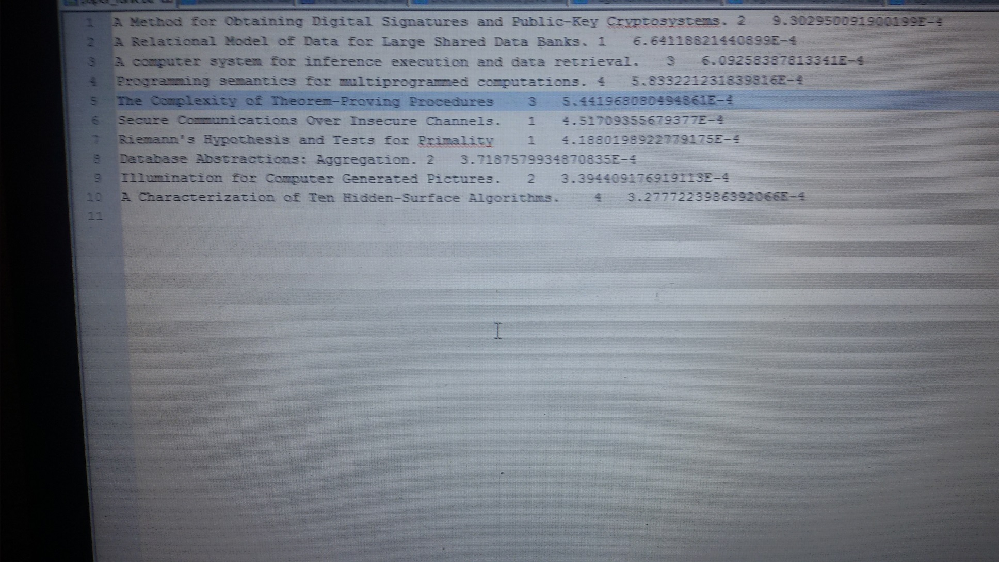 1 A Method for Obtaining Digital Signatures and Public-Key Cryptosystems. 2 9.302950091900199E-4
2 A Relational Model of Data for Large Shared Data Banks. 1 6.64118821440899E-4
3 A computer system for inference execution and data retrieval. 3 6.09258387813341E-4
4 Programming semantics for multiprogrammed computations. 4 5.833221231839816E-4
5 The Complexity of Theorem-Proving Procedures 3 5.441968080494861E-4
6 Secure Communications Over Insecure Channels. 1 4.51709355679377E-4
7 Riemann's Hypothesis and Tests for Primality 1 4.1880198922779175E-4
8 Database Abstractions: Aggregation. 2 3.7187579934870835E-4
9 Illumination for Computer Generated Pictures. 2 3.394409176919113E-4
10 A Characterization of Ten Hidden-Surface Algorithms. 4 3.2777223986392066E-4
11